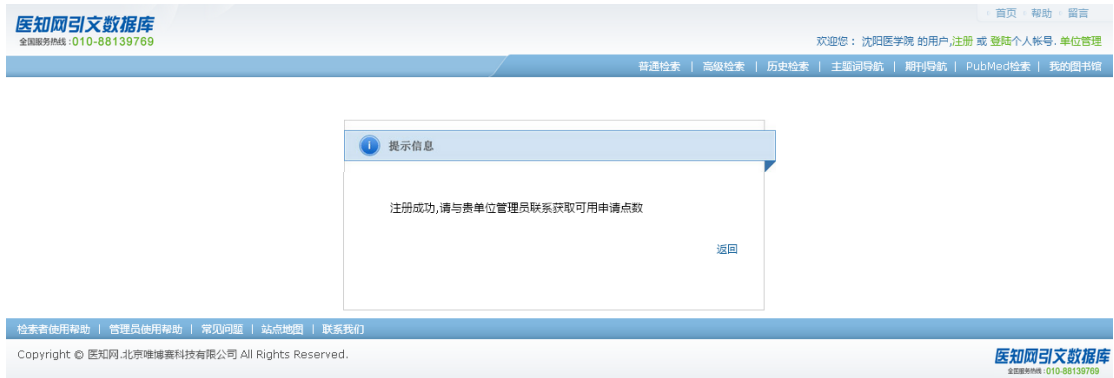 首页 帮助 留言
医知网引文数据库
全国服务热线:010-88139769
欢迎您： 沈阳医学院 的用户,注册 或 登陆个人帐号. 单位管理
普通检索 | 高级检索 | 历史检索 | 主题词导航 | 期刊导航 | PubMed检索 | 我的图书馆
提示信息
注册成功,请与贵单位管理员联系获取可用申请点数
返回
检索者使用帮助 | 管理员使用帮助 | 常见问题 | 站点地图 | 联系我们
Copyright © 医知网.北京唯博赛科技有限公司 All Rights Reserved.
医知网引文数据库
全国服务热线:010-88139769